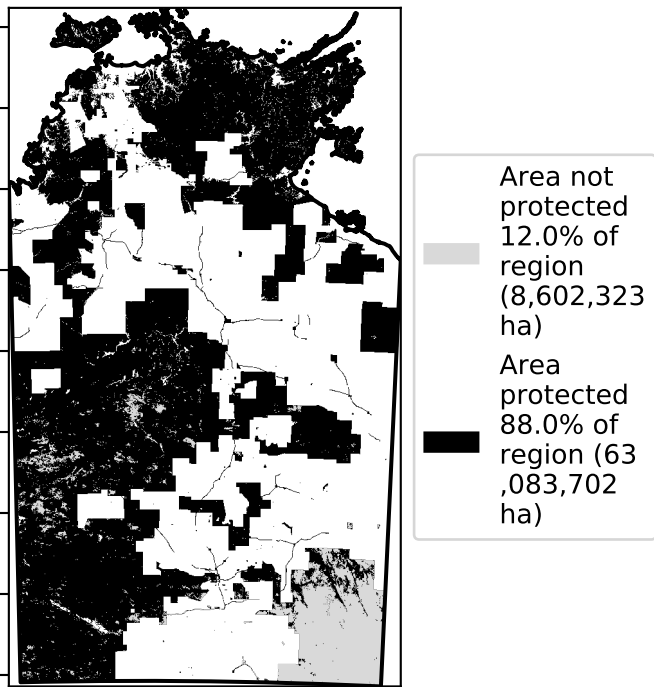 Area not
protected
12.0% of
region
(8,602,323
ha)
Area
protected
88.0% of
region (63
,083,702
ha)